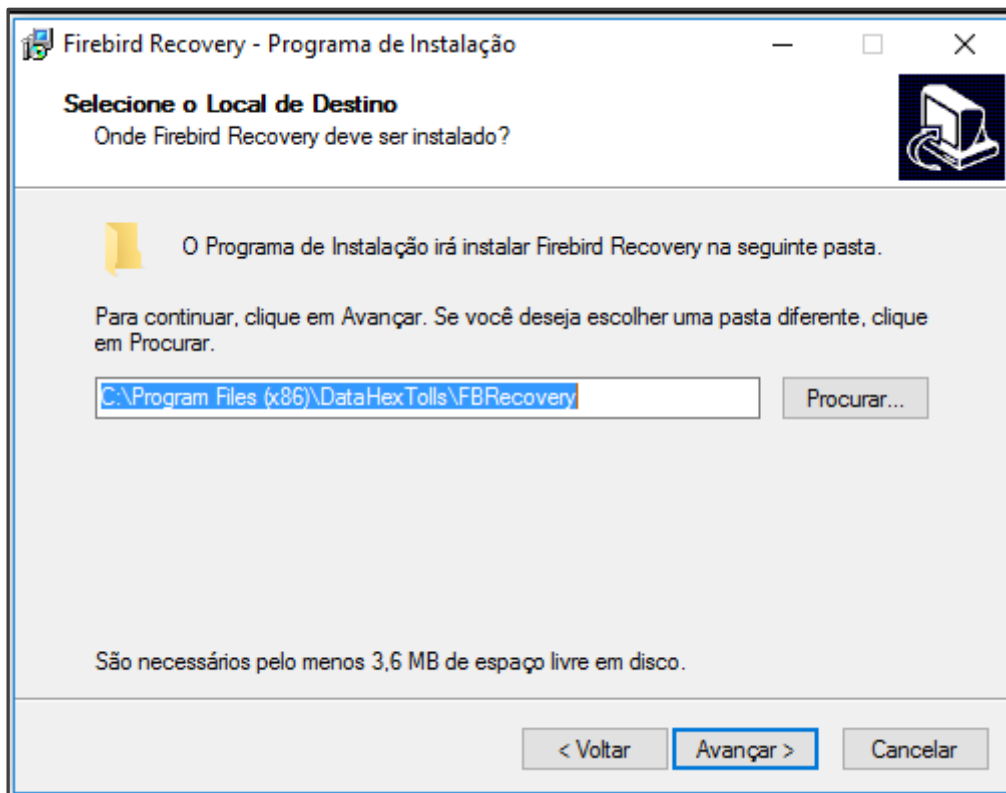 Firebird Recovery - Programa de Instalação
Selecione o Local de Destino
Onde Firebird Recovery deve ser instalado?
O Programa de Instalação irá instalar Firebird Recovery na seguinte pasta.
Para continuar, clique em Avançar. Se você deseja escolher uma pasta diferente, clique
em Procurar.
C:\Program Files (x86)\DataHexTolls\FBRecovery
Procurar...
São necessários pelo menos 3,6 MB de espaço livre em disco.
< Voltar
Avançar >
Cancelar